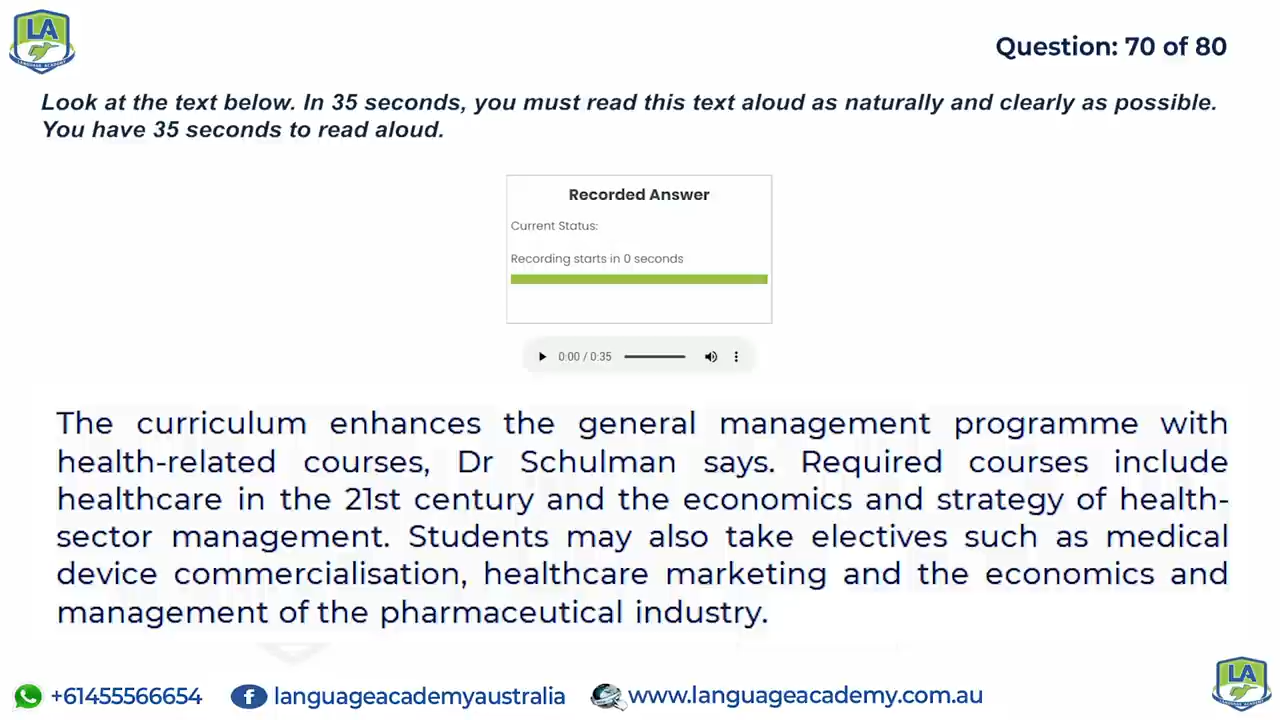 LA
LANGUAGE ACADEMY
Question: 70 of 80
Look at the text below. In 35 seconds, you must read this text aloud as naturally and clearly as possible.
You have 35 seconds to read aloud.
Recorded Answer
Current Status:
Recording starts in 0 seconds
0:00 / 0:35
The curriculum enhances the general management programme with
health-related courses, Dr Schulman says. Required courses include
healthcare in the 21st century and the economics and strategy of health-
sector management. Students may also take electives such as medical
device commercialisation, healthcare marketing and the economics and
management of the pharmaceutical industry.
+61455566654 languageacademyaustralia www.languageacademy.com.au
LA
LANGUAGE ACADEMY